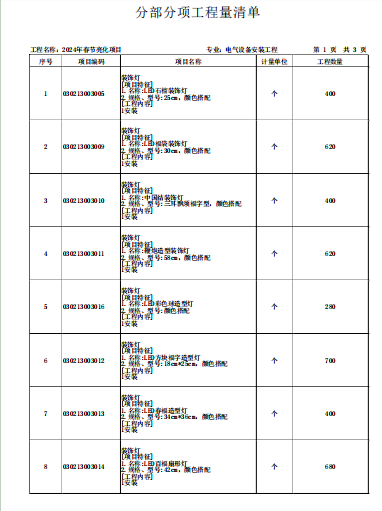 分部分项工程量清单
工程名称：2024年春节亮化项目 专业：电气设备安装工程 第 1 页 共 3 页
序号 项目编码 项目名称 计量单位 工程数量
1 030213003005 装饰灯 个 400
[项目特征]
1.名称:LED石榴装饰灯
2.规格、型号:25cm，颜色搭配
[工程内容]
1安装
2 030213003009 装饰灯 个 620
[项目特征]
1.名称:LED福袋装饰灯
2.规格、型号:30cm，颜色搭配
[工程内容]
1安装
3 030213003010 装饰灯 个 400
[项目特征]
1.名称:中国结装饰灯
2.规格、型号:三耳飘须福字型，颜色搭配
[工程内容]
1安装
4 030213003011 装饰灯 个 620
[项目特征]
1.名称:鞭炮造型装饰灯
2.规格、型号:58cm，颜色搭配
[工程内容]
1安装
5 030213003016 装饰灯 个 280
[项目特征]
1.名称:LED彩色球造型灯
2.规格、型号:颜色搭配
[工程内容]
1安装
6 030213003012 装饰灯 个 700
[项目特征]
1.名称:LED方块福字造型灯
2.规格、型号:18cm*25cm，颜色搭配
[工程内容]
1安装
7 030213003013 装饰灯 个 400
[项目特征]
1.名称:LED春福造型灯
2.规格、型号:34cm*36cm，颜色搭配
[工程内容]
1安装
8 030213003014 装饰灯 个 680
[项目特征]
1.名称:LED百福扇形灯
2.规格、型号:42cm，颜色搭配
[工程内容]
1安装